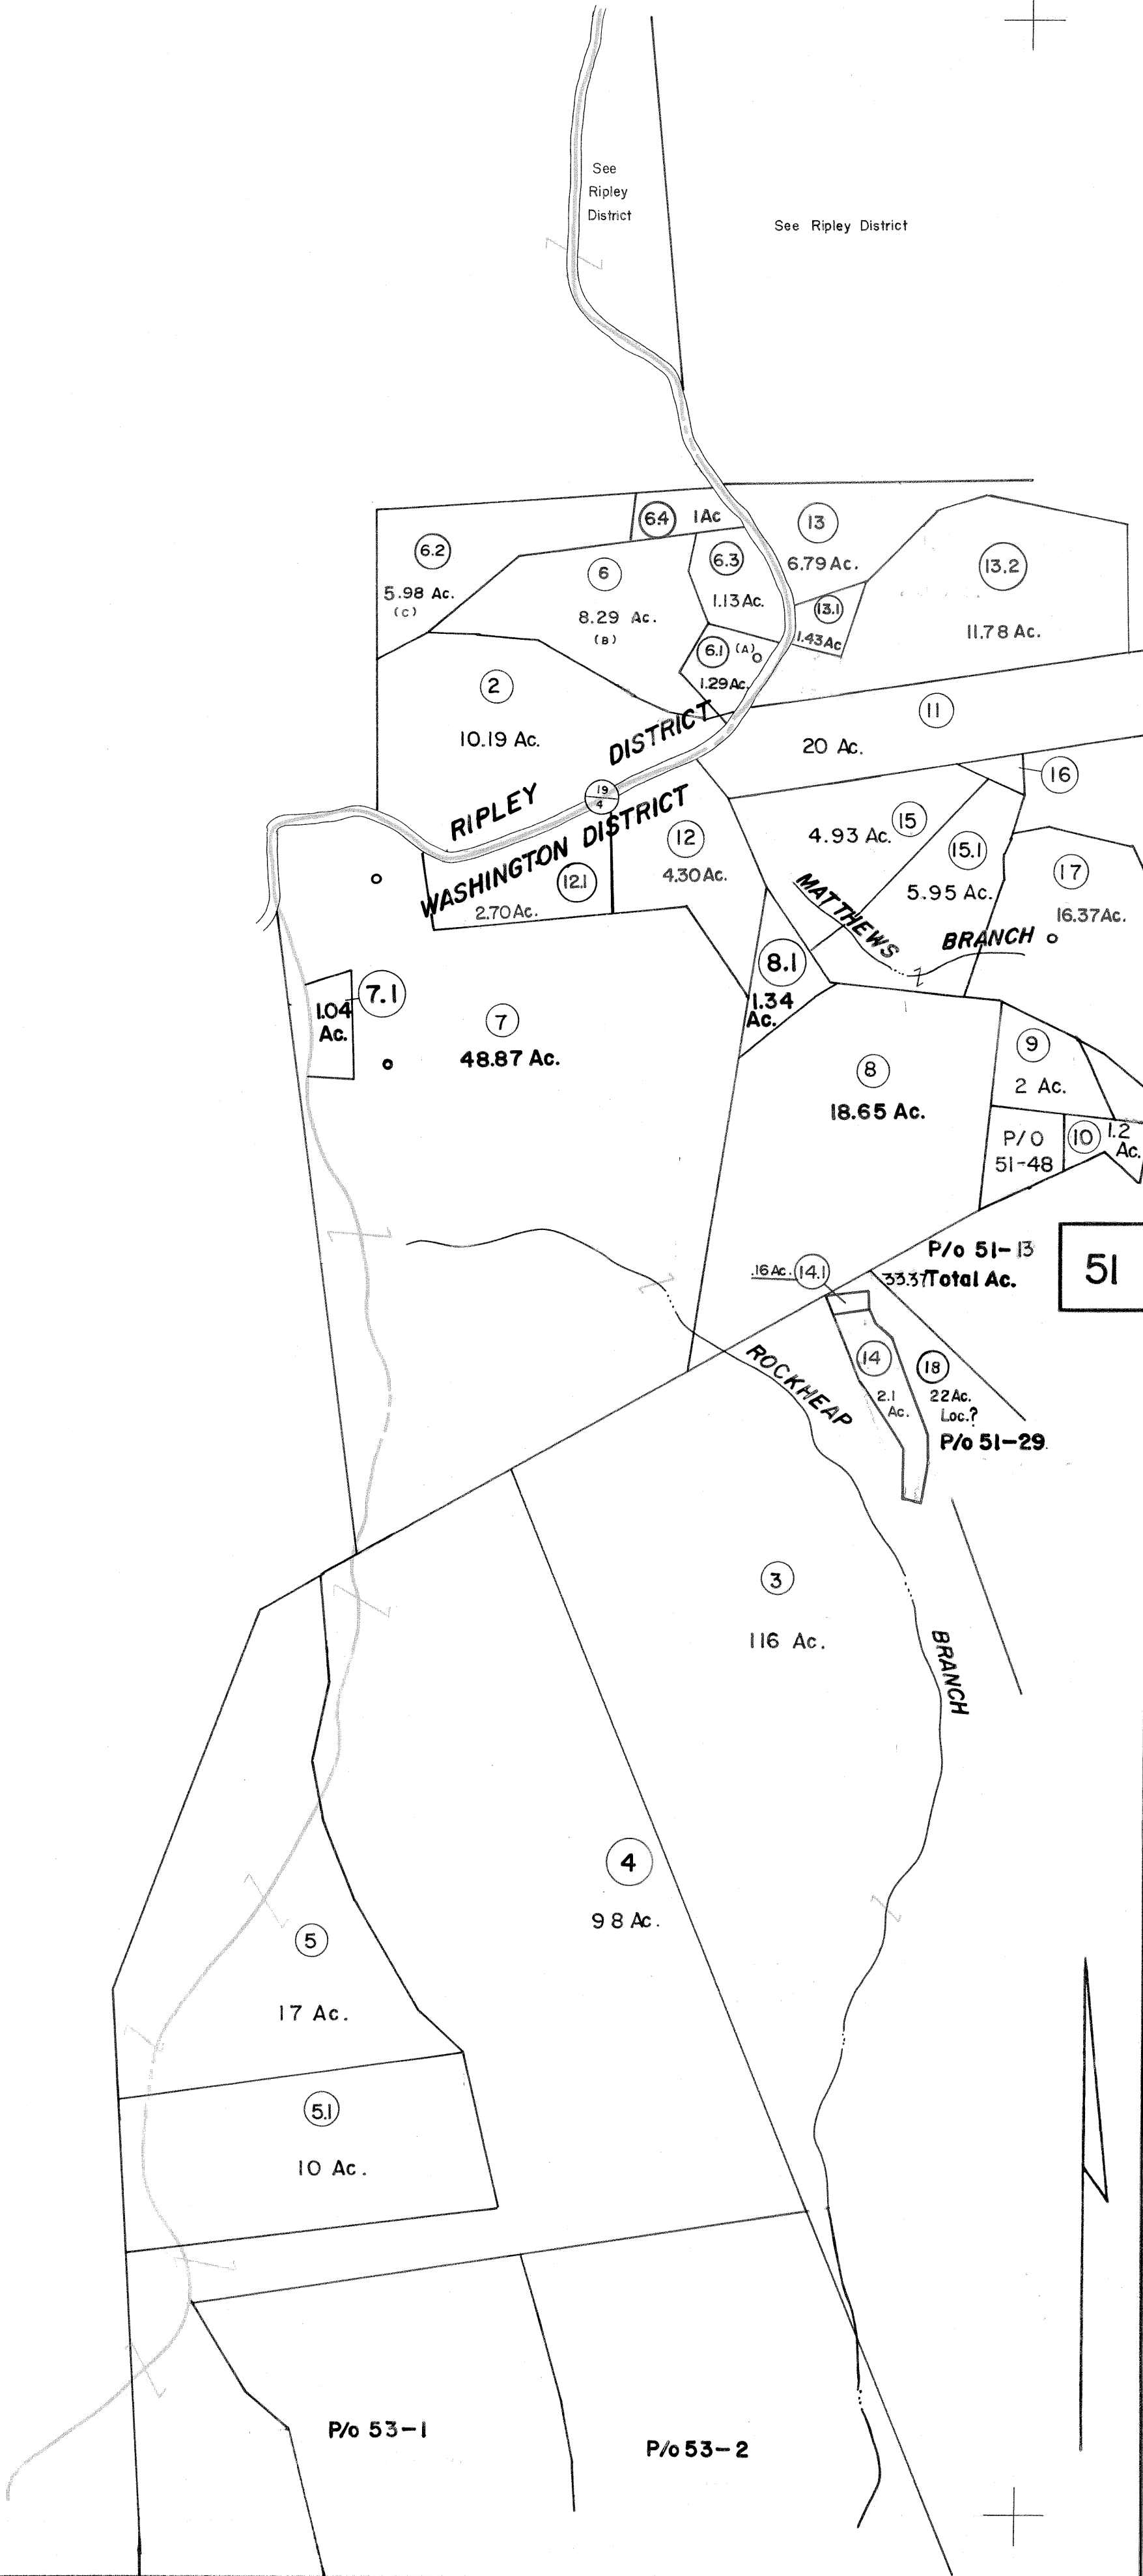 See
Ripley
District
See Ripley District
6.4 1 Ac
13
6.79 Ac.
6.2
5.98 Ac.
(C)
6
8.29 Ac.
(B)
6.3
1.13 Ac.
13.2
11.78 Ac.
13.1
1.43 Ac
6.1 (A)
1.29 Ac.
2
10.19 Ac.
11
20 Ac.
RIPLEY DISTRICT
19
4
WASHINGTON DISTRICT
16
12
4.30 Ac.
15
4.93 Ac.
15.1
5.95 Ac.
17
16.37 Ac.
12.1
2.70 Ac.
MATTHEWS BRANCH
8.1
1.34
Ac.
7.1
1.04
Ac.
7
48.87 Ac.
8
18.65 Ac.
9
2 Ac.
P/O
51-48
10 1.2
Ac.
P/o 51-13
33.37 Total Ac.
51
.16 Ac. 14.1
14
2.1
Ac.
18
22 Ac.
Loc.?
P/o 51-29
ROCKHEAP
BRANCH
3
116 Ac.
4
98 Ac.
5
17 Ac.
5.1
10 Ac.
P/o 53-1
P/o 53-2